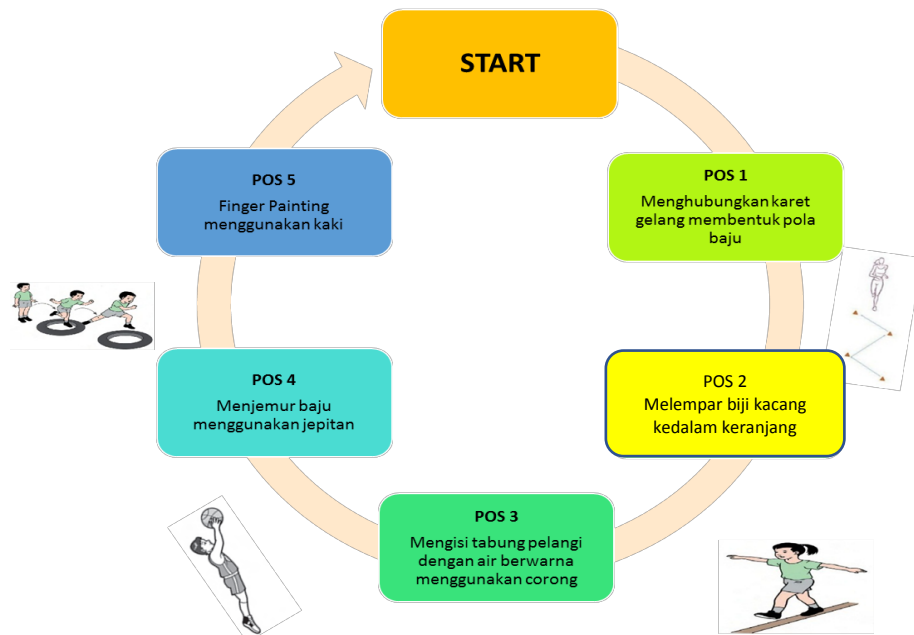 START
POS 1
Menghubungkan karet
gelang membentuk pola
baju
POS 2
Melempar biji kacang
kedalam keranjang
POS 3
Mengisi tabung pelangi
dengan air berwarna
menggunakan corong
POS 4
Menjemur baju
menggunakan jepitan
POS 5
Finger Painting
menggunakan kaki